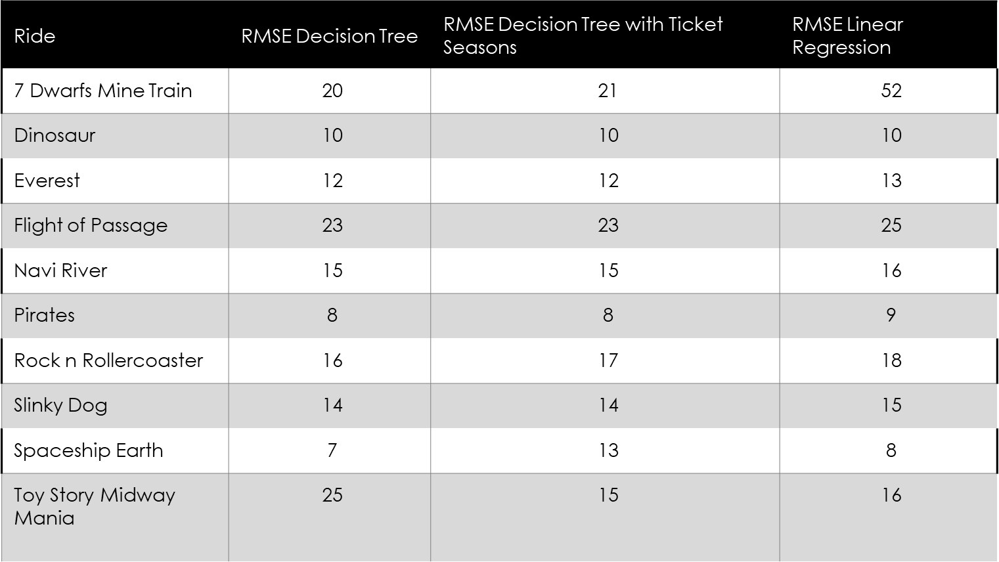 Ride RMSE Decision Tree RMSE Decision Tree with Ticket Seasons RMSE Linear Regression
7 Dwarfs Mine Train 20 21 52
Dinosaur 10 10 10
Everest 12 12 13
Flight of Passage 23 23 25
Navi River 15 15 16
Pirates 8 8 9
Rock n Rollercoaster 16 17 18
Slinky Dog 14 14 15
Spaceship Earth 7 13 8
Toy Story Midway Mania 25 15 16